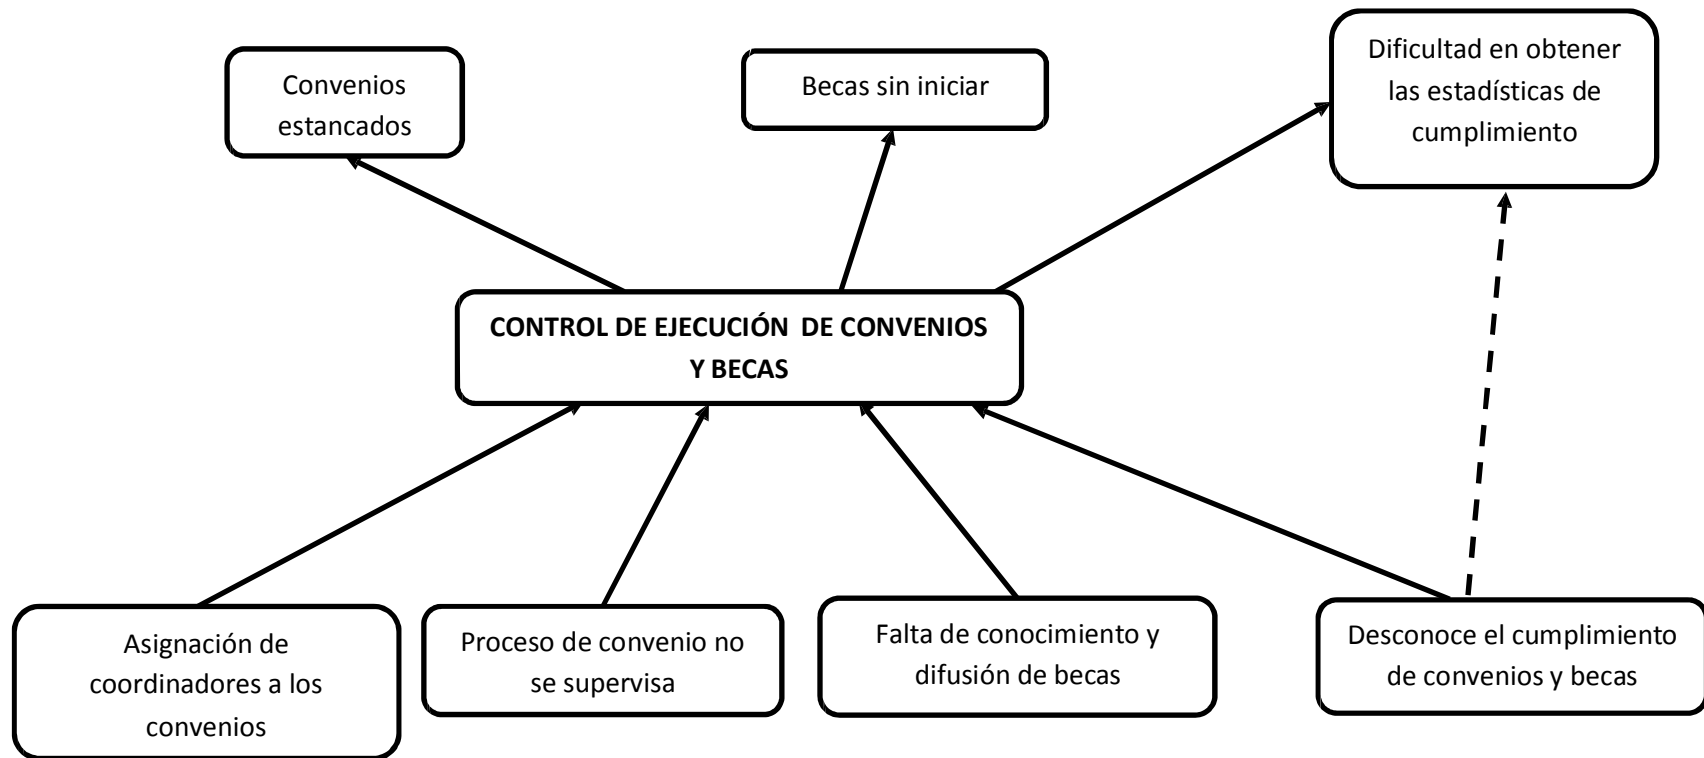 Convenios
estancados
Becas sin iniciar
Dificultad en obtener
las estadísticas de
cumplimiento
CONTROL DE EJECUCIÓN DE CONVENIOS
Y BECAS
Asignación de
coordinadores a los
convenios
Proceso de convenio no
se supervisa
Falta de conocimiento y
difusión de becas
Desconoce el cumplimiento
de convenios y becas